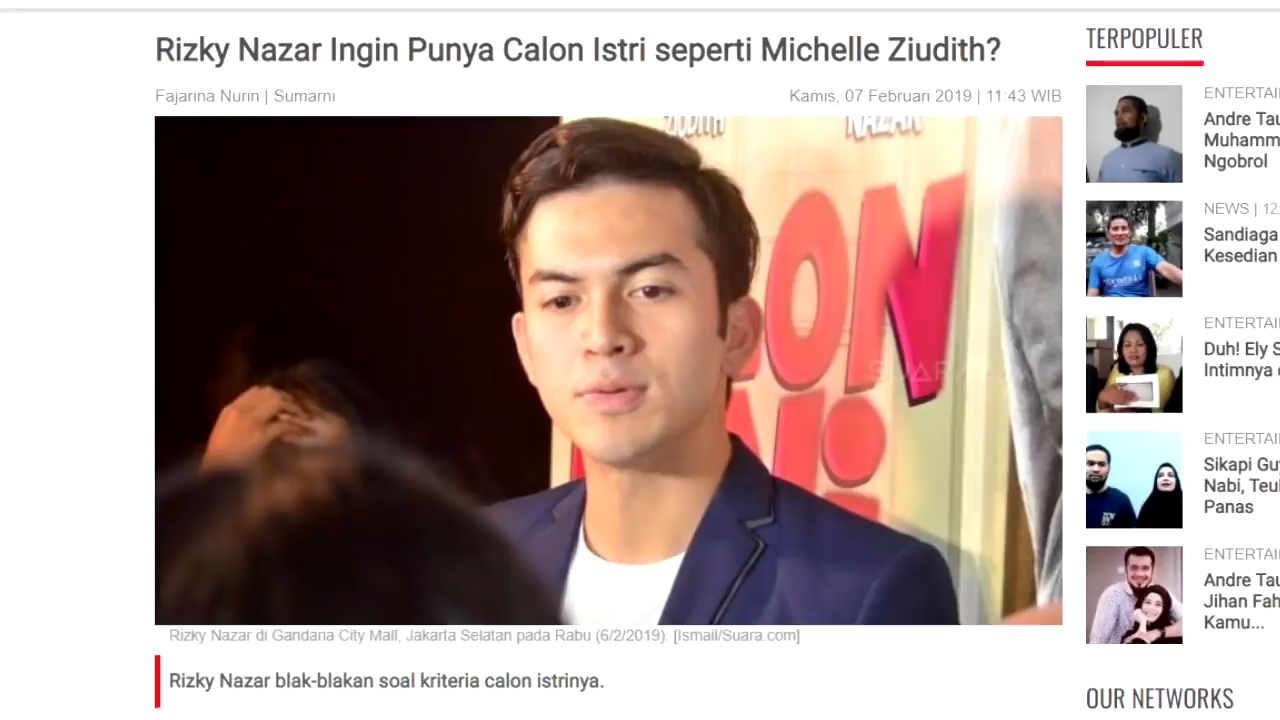 Rizky Nazar Ingin Punya Calon Istri seperti Michelle Ziudith?
Fajarina Nurin | Sumarni
Kamis, 07 Februari 2019 | 11:43 WIB
ZIUDITH
NAZAR
LON
Rizky Nazar di Gandaria City Mall, Jakarta Selatan pada Rabu (6/2/2019). [Ismail/Suara.com]
Rizky Nazar blak-blakan soal kriteria calon istrinya.
TERPOPULER
ENTERTAI
Andre Tau
Muhamm
Ngobrol
NEWS | 12:
Sandiaga
Kesedian
ENTERTAI
Duh! Ely S
Intimnya
ENTERTAI
Sikapi Gu
Nabi, Teu
Panas
ENTERTAI
Andre Tau
Jihan Fah
Kamu...
OUR NETWORKS